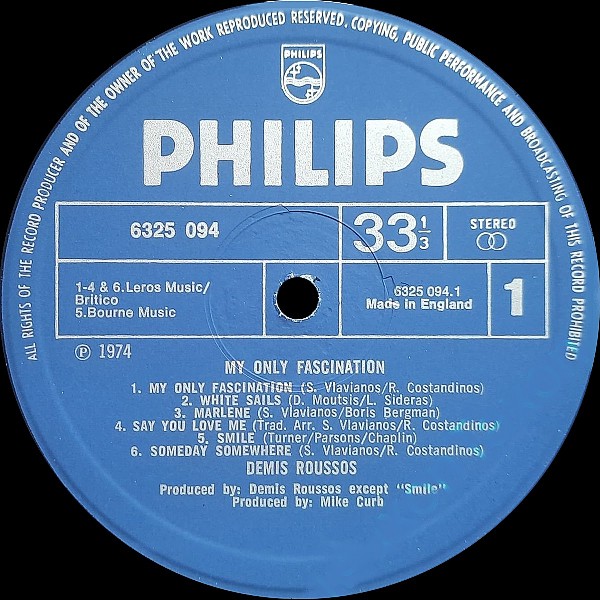 ALL RIGHTS OF THE RECORD PRODUCER AND OF THE OWNER OF THE WORK REPRODUCED RESERVED. COPYING, PUBLIC PERFORMANCE AND BROADCASTING OF THIS RECORD PROHIBITED
PHILIPS
PHILIPS
6325 094
33 1/3
STEREO
1-4 & 6.Leros Music/
Britico
5.Bourne Music
6325 094.1
Made in England
1
Ⓟ 1974
MY ONLY FASCINATION
1. MY ONLY FASCINATION (S. Vlavianos/R. Costandinos)
2. WHITE SAILS (D. Moutsis/L. Sideras)
3. MARLENE (S. Vlavianos/Boris Bergman)
4. SAY YOU LOVE ME (Trad. Arr. S. Vlavianos/R. Costandinos)
5. SMILE (Turner/Parsons/Chaplin)
6. SOMEDAY SOMEWHERE (S. Vlavianos/R. Costandinos)
DEMIS ROUSSOS
Produced by: Demis Roussos except "Smile"
Produced by: Mike Curb